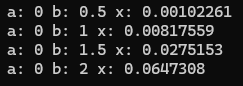 a: 0 b: 0.5 x: 0.00102261
a: 0 b: 1 x: 0.00817559
a: 0 b: 1.5 x: 0.0275153
a: 0 b: 2 x: 0.0647308